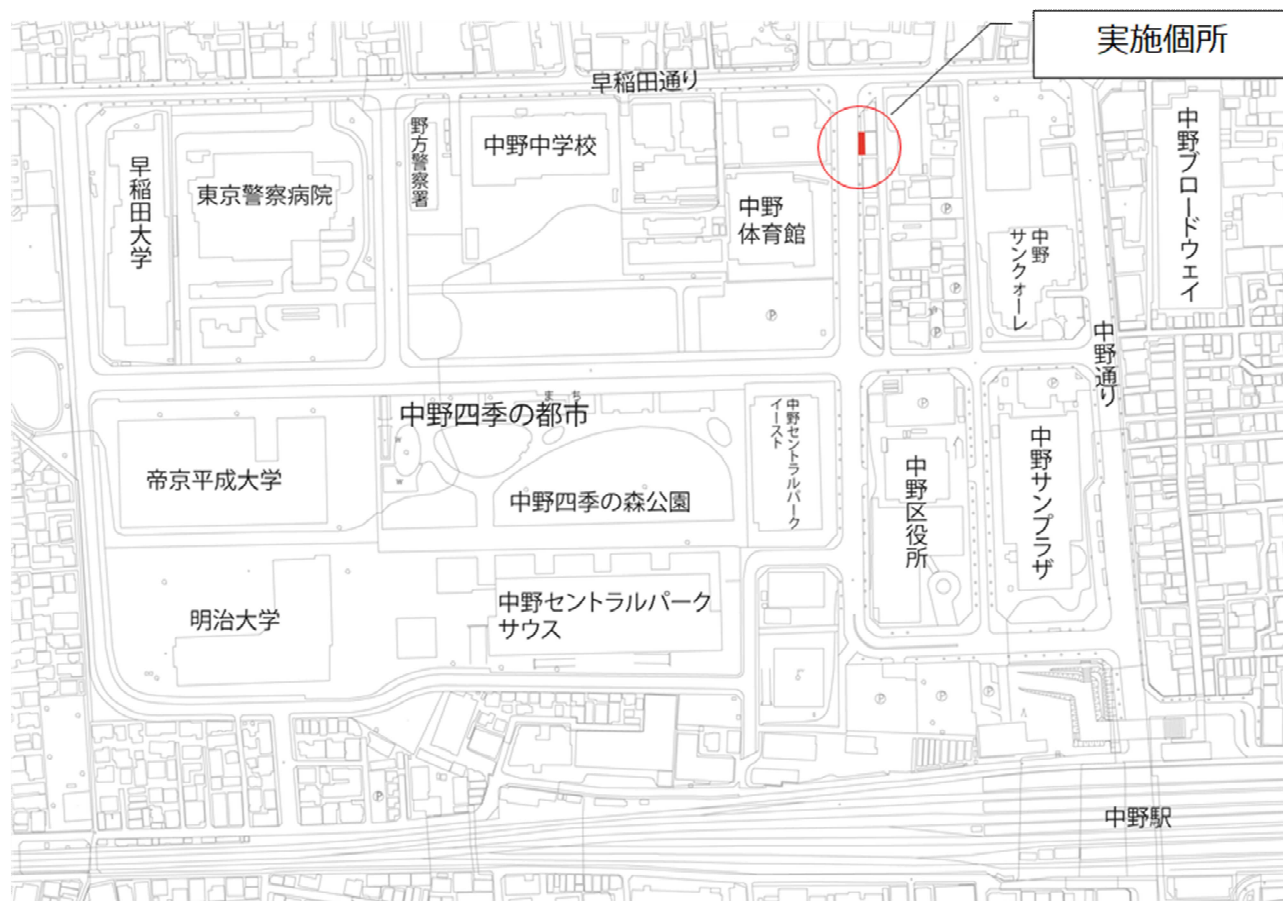 実施個所
早稲田通り
早稲田大学
東京警察病院
野方警察署
中野中学校
中野
体育館
中野
サンクォーレ
中野ブロードウェイ
中野通り
P
P
P
P
P
まち
中野四季の都市
W
W
帝京平成大学
中野四季の森公園
中野セントラルパーク
イースト
P
P
中野区役所
中野サンプラザ
明治大学
中野セントラルパーク
サウス
P
P
P
P
中野駅